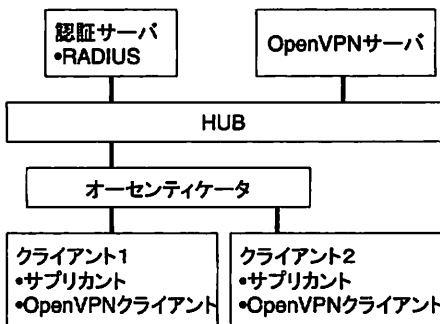 認証サーバ
•RADIUS
OpenVPNサーバ
HUB
オーセンティケータ
クライアント1
•サプリカント
•OpenVPNクライアント
クライアント2
•サプリカント
•OpenVPNクライアント